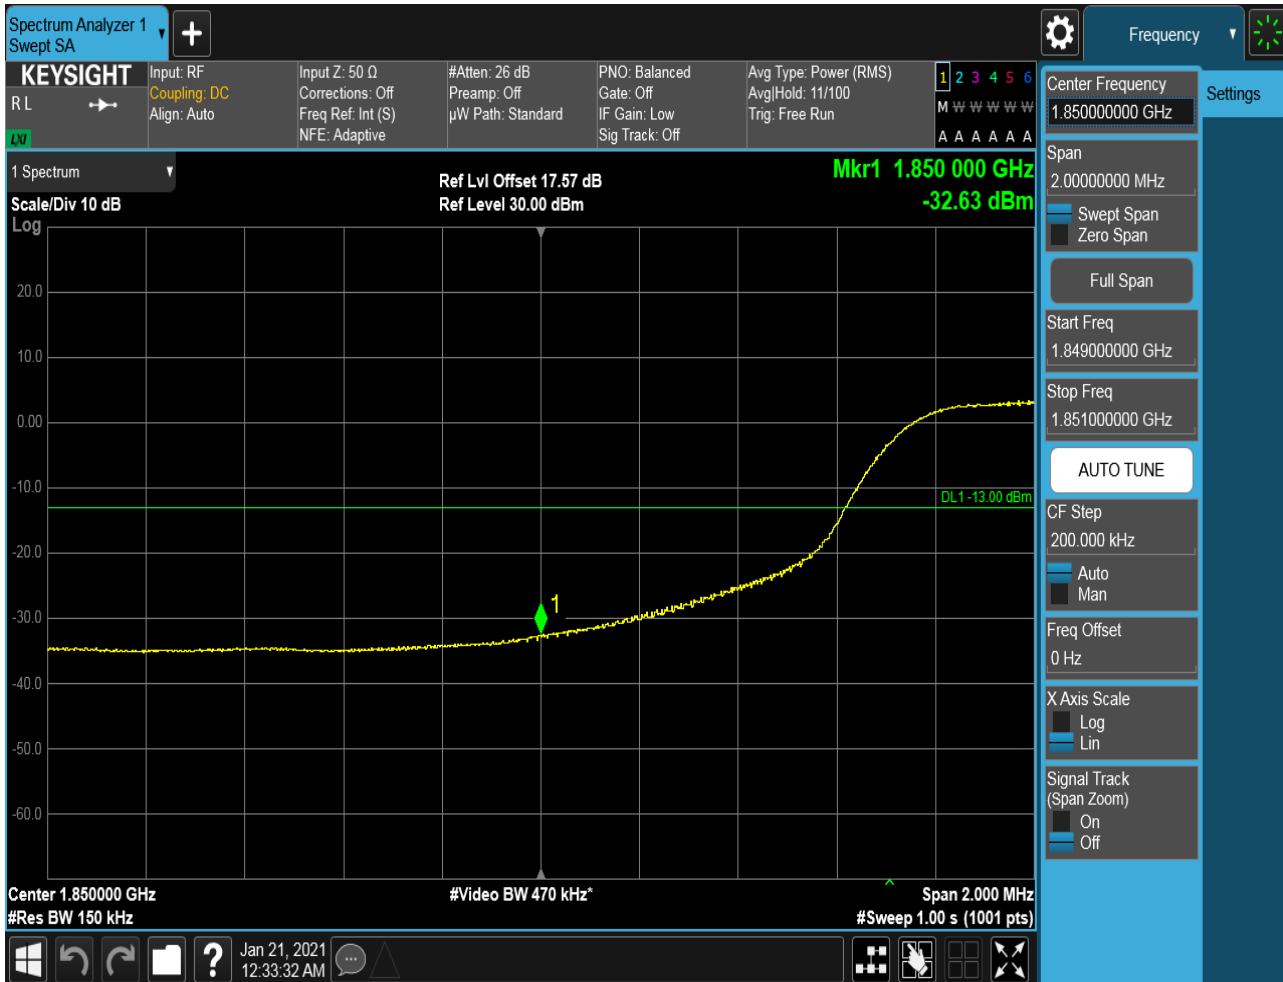 Spectrum Analyzer 1
Swept SA
Frequency
KEYSIGHT
R L
LXI
Input: RF
Coupling: DC
Align: Auto
Input Z: 50 Ω
Corrections: Off
Freq Ref: Int (S)
NFE: Adaptive
#Atten: 26 dB
Preamp: Off
µW Path: Standard
PNO: Balanced
Gate: Off
IF Gain: Low
Sig Track: Off
Avg Type: Power (RMS)
Avg|Hold: 11/100
Trig: Free Run
1 2 3 4 5 6
M W W W W W
A A A A A A
1 Spectrum
Scale/Div 10 dB
Log
Ref Lvl Offset 17.57 dB
Ref Level 30.00 dBm
Mkr1 1.850 000 GHz
-32.63 dBm
20.0
10.0
0.00
-10.0
-20.0
-30.0
-40.0
-50.0
-60.0
DL1 -13.00 dBm
1
Center 1.850000 GHz
#Res BW 150 kHz
#Video BW 470 kHz*
Span 2.000 MHz
#Sweep 1.00 s (1001 pts)
Center Frequency
1.850000000 GHz
Settings
Span
2.00000000 MHz
Swept Span
Zero Span
Full Span
Start Freq
1.849000000 GHz
Stop Freq
1.851000000 GHz
AUTO TUNE
CF Step
200.000 kHz
Auto
Man
Freq Offset
0 Hz
X Axis Scale
Log
Lin
Signal Track
(Span Zoom)
On
Off
?
Jan 21, 2021
12:33:32 AM